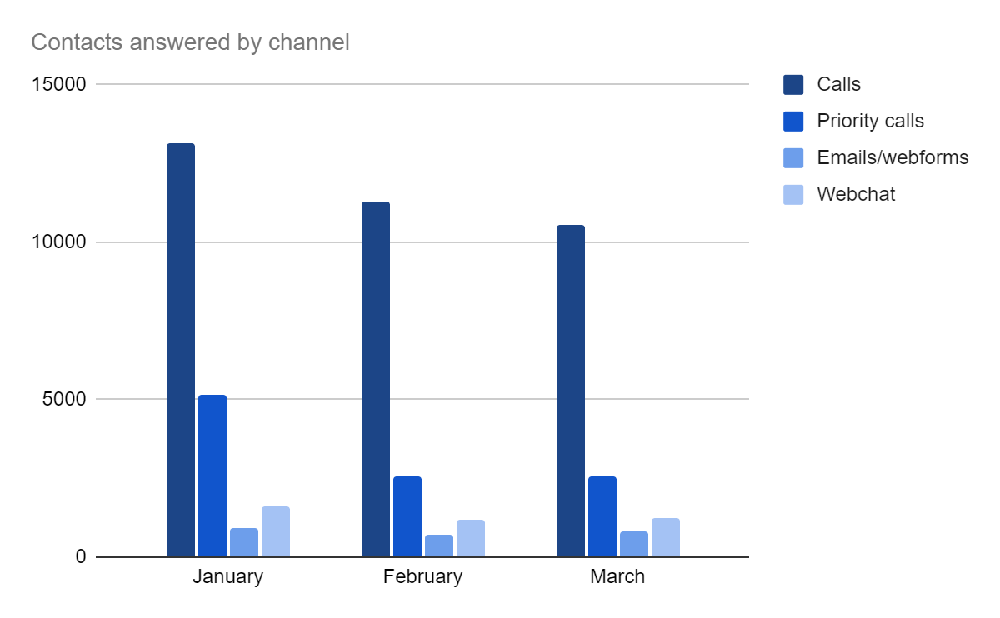 Contacts answered by channel
15000
10000
5000
0
January
February
March
Calls
Priority calls
Emails/webforms
Webchat